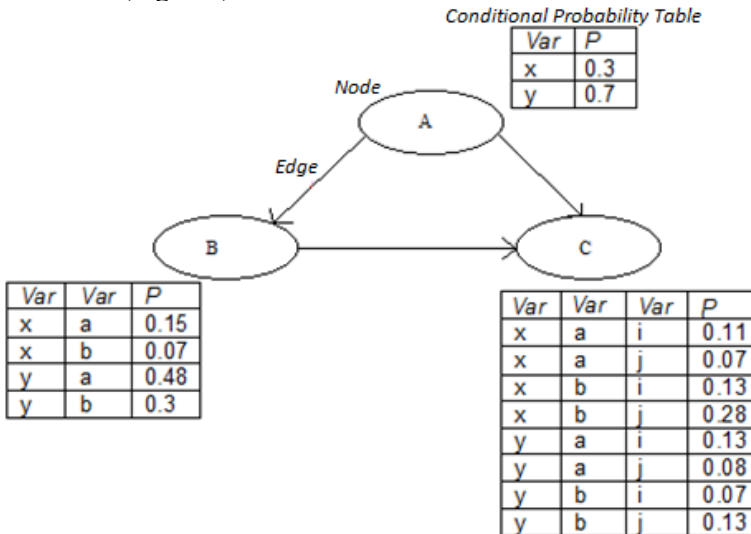 Conditional Probability Table
Var P
x 0.3
y 0.7
Node
A
Edge
B
C
Var Var P
x a 0.15
x b 0.07
y a 0.48
y b 0.3
Var Var Var P
x a i 0.11
x a j 0.07
x b i 0.13
x b j 0.28
y a i 0.13
y a j 0.08
y b i 0.07
y b j 0.13